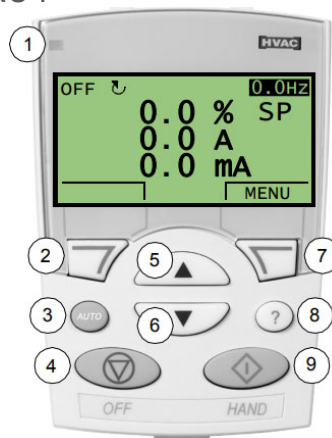 1
HVAC
OFF ↻ 0.0Hz
0.0 % SP
0.0 A
0.0 mA
MENU
2
5
7
3
AUTO
6
?
8
4
9
OFF
HAND